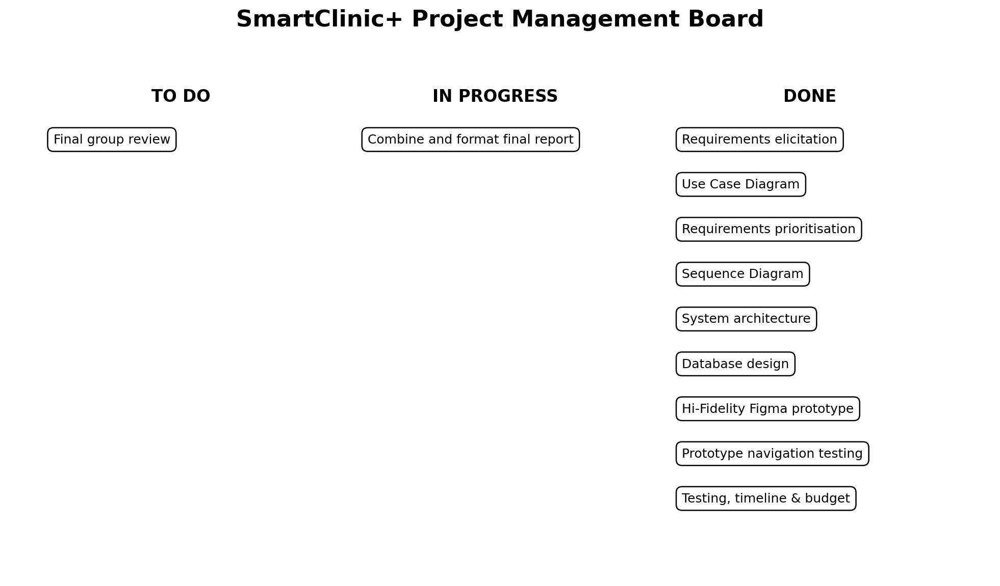 SmartClinic+ Project Management Board
TO DO
Final group review
IN PROGRESS
Combine and format final report
DONE
Requirements elicitation
Use Case Diagram
Requirements prioritisation
Sequence Diagram
System architecture
Database design
Hi-Fidelity Figma prototype
Prototype navigation testing
Testing, timeline & budget